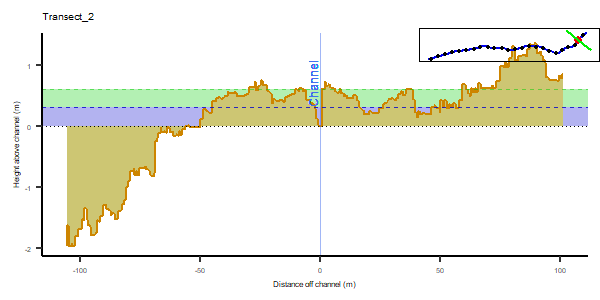 Transect_2
Channel
1
0
-1
-2
Height above channel (m)
-100
-50
0
50
100
Distance off channel (m)